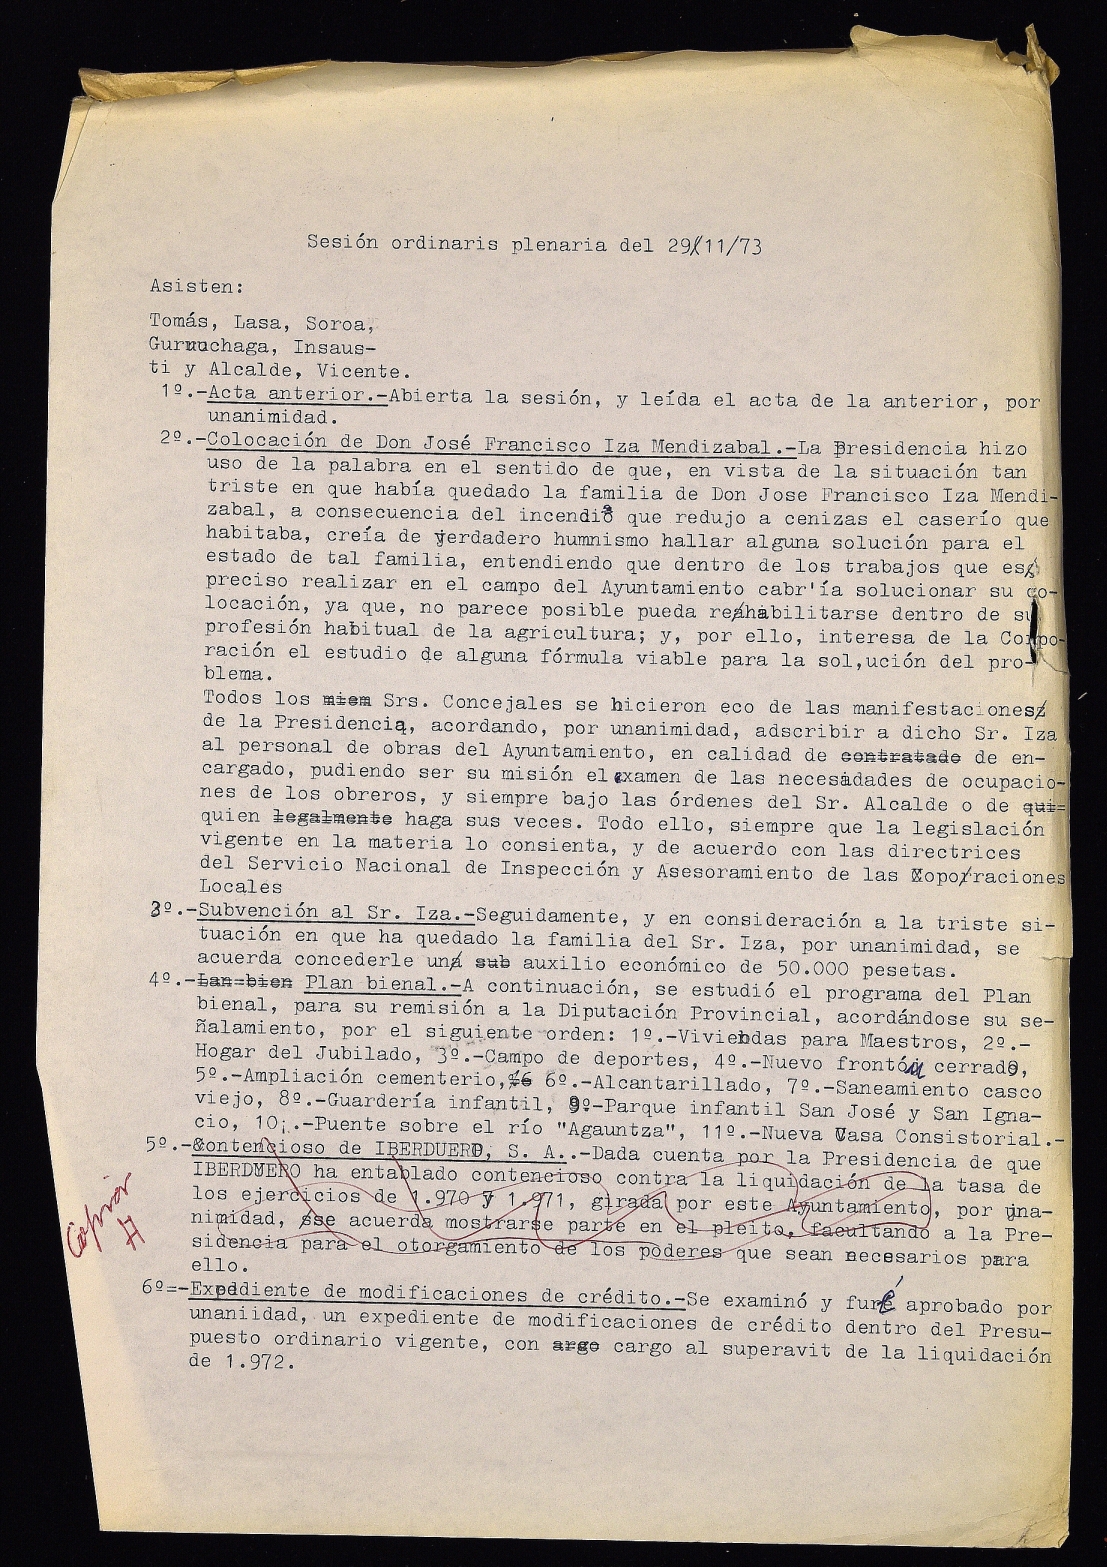 Sesión ordinaris plenaria del 29/11/73
Asisten:
Tomás, Lasa, Soroa,
Guruuchaga, Insaus-
ti y Alcalde, Vicente.
1º.-Acta anterior.-Abierta la sesión, y leída el acta de la anterior, por
unanimidad.
2º.-Colocación de Don José Francisco Iza Mendizabal.-La Presidencia hizo
uso de la palabra en el sentido de que, en vista de la situación tan
triste en que había quedado la familia de Don Jose Francisco Iza Mendi-
zabal, a consecuencia del incendio que redujo a cenizas el caserío que
habitaba, creía de verdadero humnismo hallar alguna solución para el
estado de tal familia, entendiendo que dentro de los trabajos que es
preciso realizar en el campo del Ayuntamiento cabr'ía solucionar su co-
locación, ya que, no parece posible pueda rehabilitarse dentro de su
profesión habitual de la agricultura; y, por ello, interesa de la Corpo-
ración el estudio de alguna fórmula viable para la sol,ución del pro-
blema.
Todos los miem Srs. Concejales se hicieron eco de las manifestaciones
de la Presidencia, acordando, por unanimidad, adscribir a dicho Sr. Iza
al personal de obras del Ayuntamiento, en calidad de contratado de en-
cargado, pudiendo ser su misión el examen de las necesidades de ocupacio-
nes de los obreros, y siempre bajo las órdenes del Sr. Alcalde o de qui-
quien legalmente haga sus veces. Todo ello, siempre que la legislación
vigente en la materia lo consienta, y de acuerdo con las directrices
del Servicio Nacional de Inspección y Asesoramiento de las Copo/raciones
Locales
3º.-Subvención al Sr. Iza.-Seguidamente, y en consideración a la triste si-
tuación en que ha quedado la familia del Sr. Iza, por unanimidad, se
acuerda concederle un sub auxilio económico de 50.000 pesetas.
4º.-Lan-bien Plan bienal.-A continuación, se estudió el programa del Plan
bienal, para su remisión a la Diputación Provincial, acordándose su se-
ñalamiento, por el siguiente orden: 1º.-Viviendas para Maestros, 2º.-
Hogar del Jubilado, 3º.-Campo de deportes, 4º.-Nuevo frontón cerrado,
5º.-Ampliación cementerio, 6º.-Alcantarillado, 7º.-Saneamiento casco
viejo, 8º.-Guardería infantil, 9º-Parque infantil San José y San Igna-
cio, 10¡.-Puente sobre el río "Agauntza", 11º.-Nueva Casa Consistorial.-
5º.-Contencioso de IBERDUERO, S. A..-Dada cuenta por la Presidencia de que
IBERDUERO ha entablado contencioso contra la liquidación de la tasa de
los ejercicios de 1.970 y 1.971, girada por este Ayuntamiento, por una-
nimidad, sse acuerda mostrarse parte en el pleito, facultando a la Pre-
sidencia para el otorgamiento de los poderes que sean necesarios para
ello.
Copiar
6º=-Expddiente de modificaciones de crédito.-Se examinó y fué aprobado por
unaniidad, un expediente de modificaciones de crédito dentro del Presu-
puesto ordinario vigente, con argo cargo al superavit de la liquidación
de 1.972.